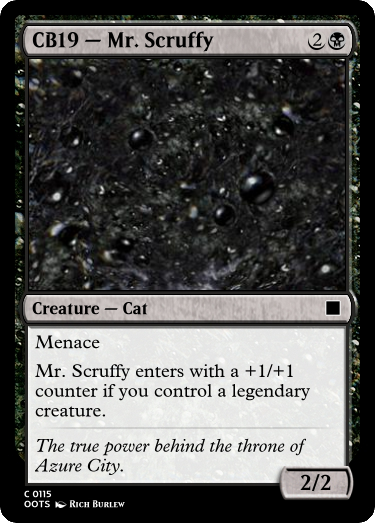 CB19 — Mr. Scruffy 2
Creature — Cat
Menace
Mr. Scruffy enters with a +1/+1
counter if you control a legendary
creature.
The true power behind the throne of
Azure City.
2/2
C 0115
OOTS Rich Burlew